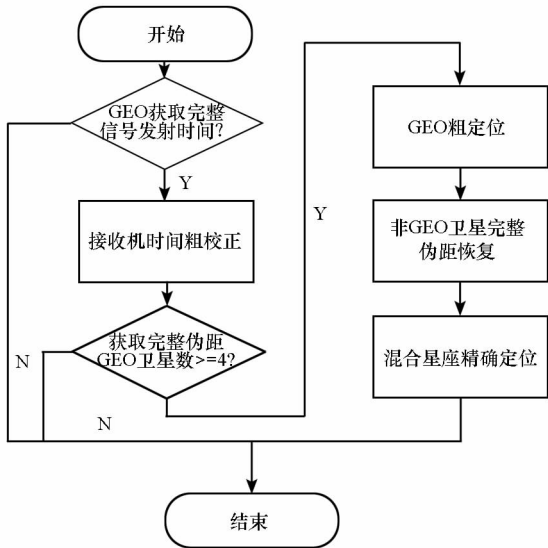 开始
GEO获取完整
信号发射时间?
Y
接收机时间粗校正
获取完整伪距
GEO卫星数>=4?
N
N
Y
GEO粗定位
非GEO卫星完整
伪距恢复
混合星座精确定位
结束